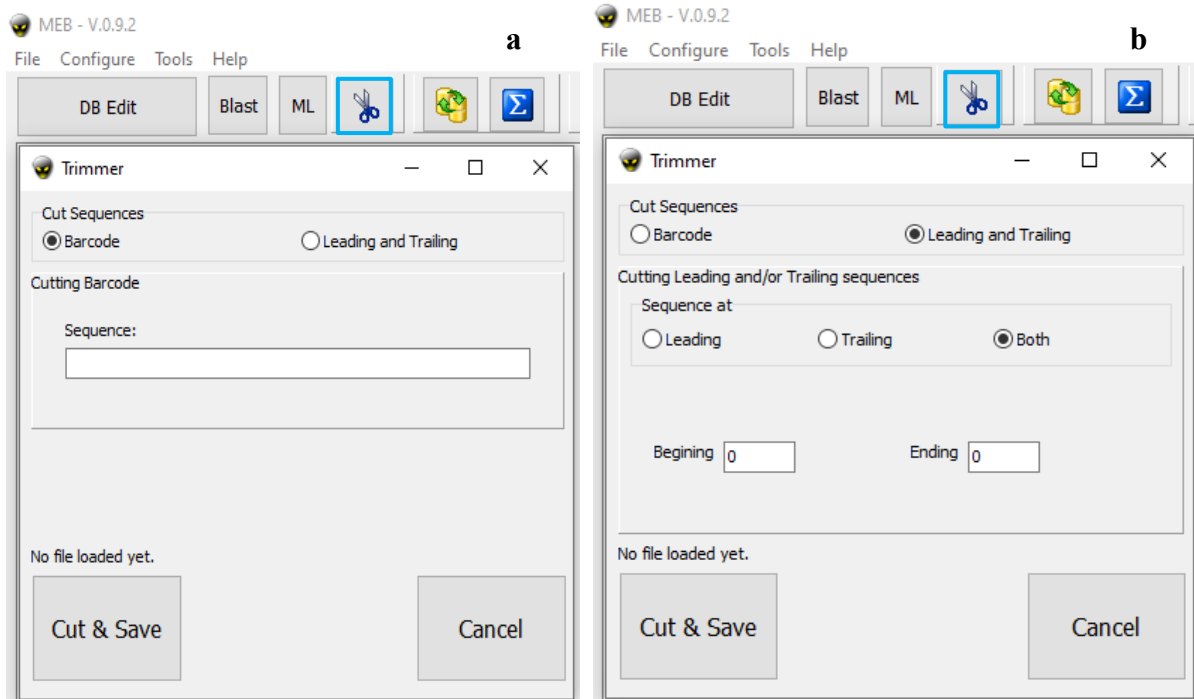 MEB - V.0.9.2
a
File Configure Tools Help
DB Edit Blast ML Σ
Trimmer
Cut Sequences
Barcode Leading and Trailing
Cutting Barcode
Sequence:
No file loaded yet.
Cut & Save Cancel
MEB - V.0.9.2
b
File Configure Tools Help
DB Edit Blast ML Σ
Trimmer
Cut Sequences
Barcode Leading and Trailing
Cutting Leading and/or Trailing sequences
Sequence at
Leading Trailing Both
Begining 0 Ending 0
No file loaded yet.
Cut & Save Cancel